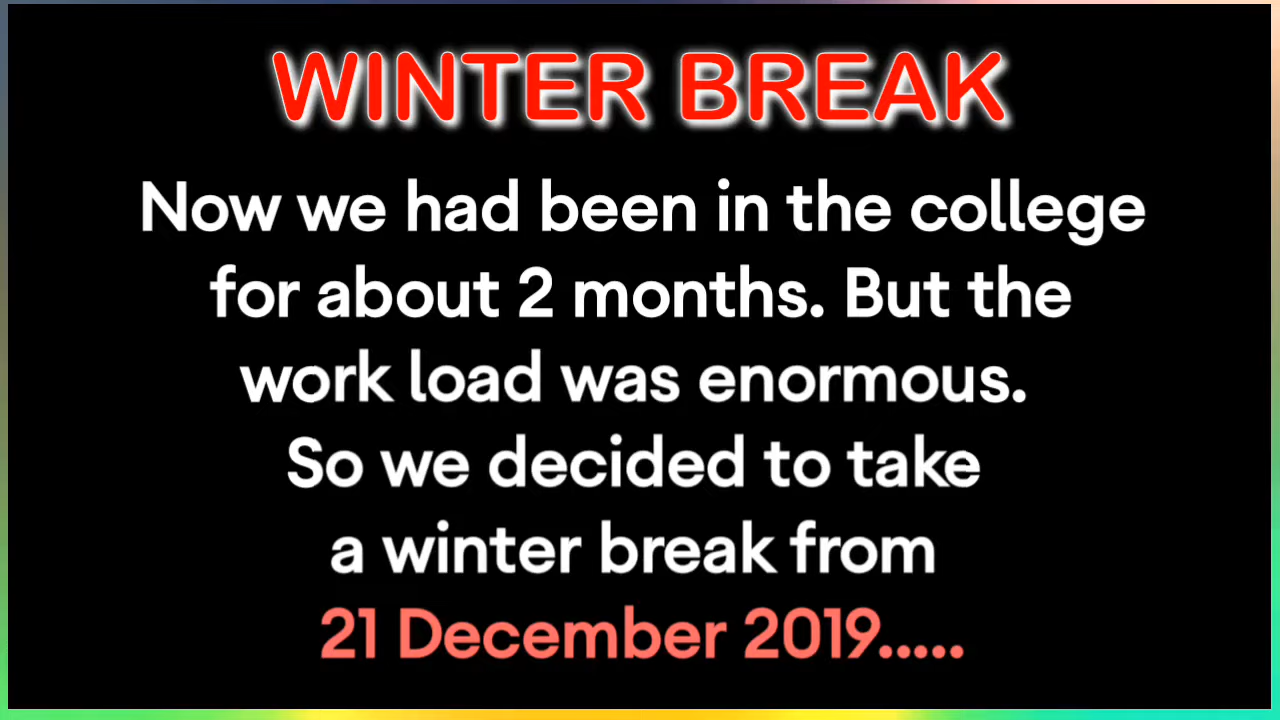 WINTER BREAK
Now we had been in the college
for about 2 months. But the
work load was enormous.
So we decided to take
a winter break from
21 December 2019.....